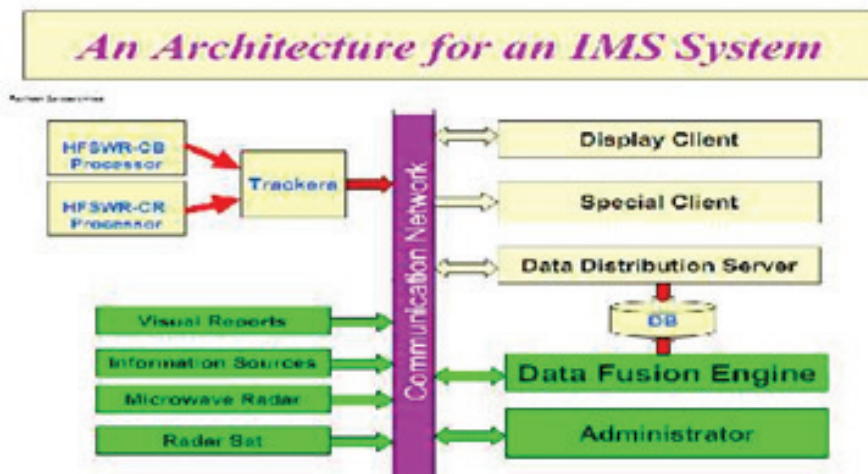 An Architecture for an IMS System
HFSWR-CB
Processor
HFSWR-CR
Processor
Trackers
Communication Network
Display Client
Special Client
Data Distribution Server
DB
Visual Reports
Information Sources
Microwave Radar
Radar Sat
Data Fusion Engine
Administrator